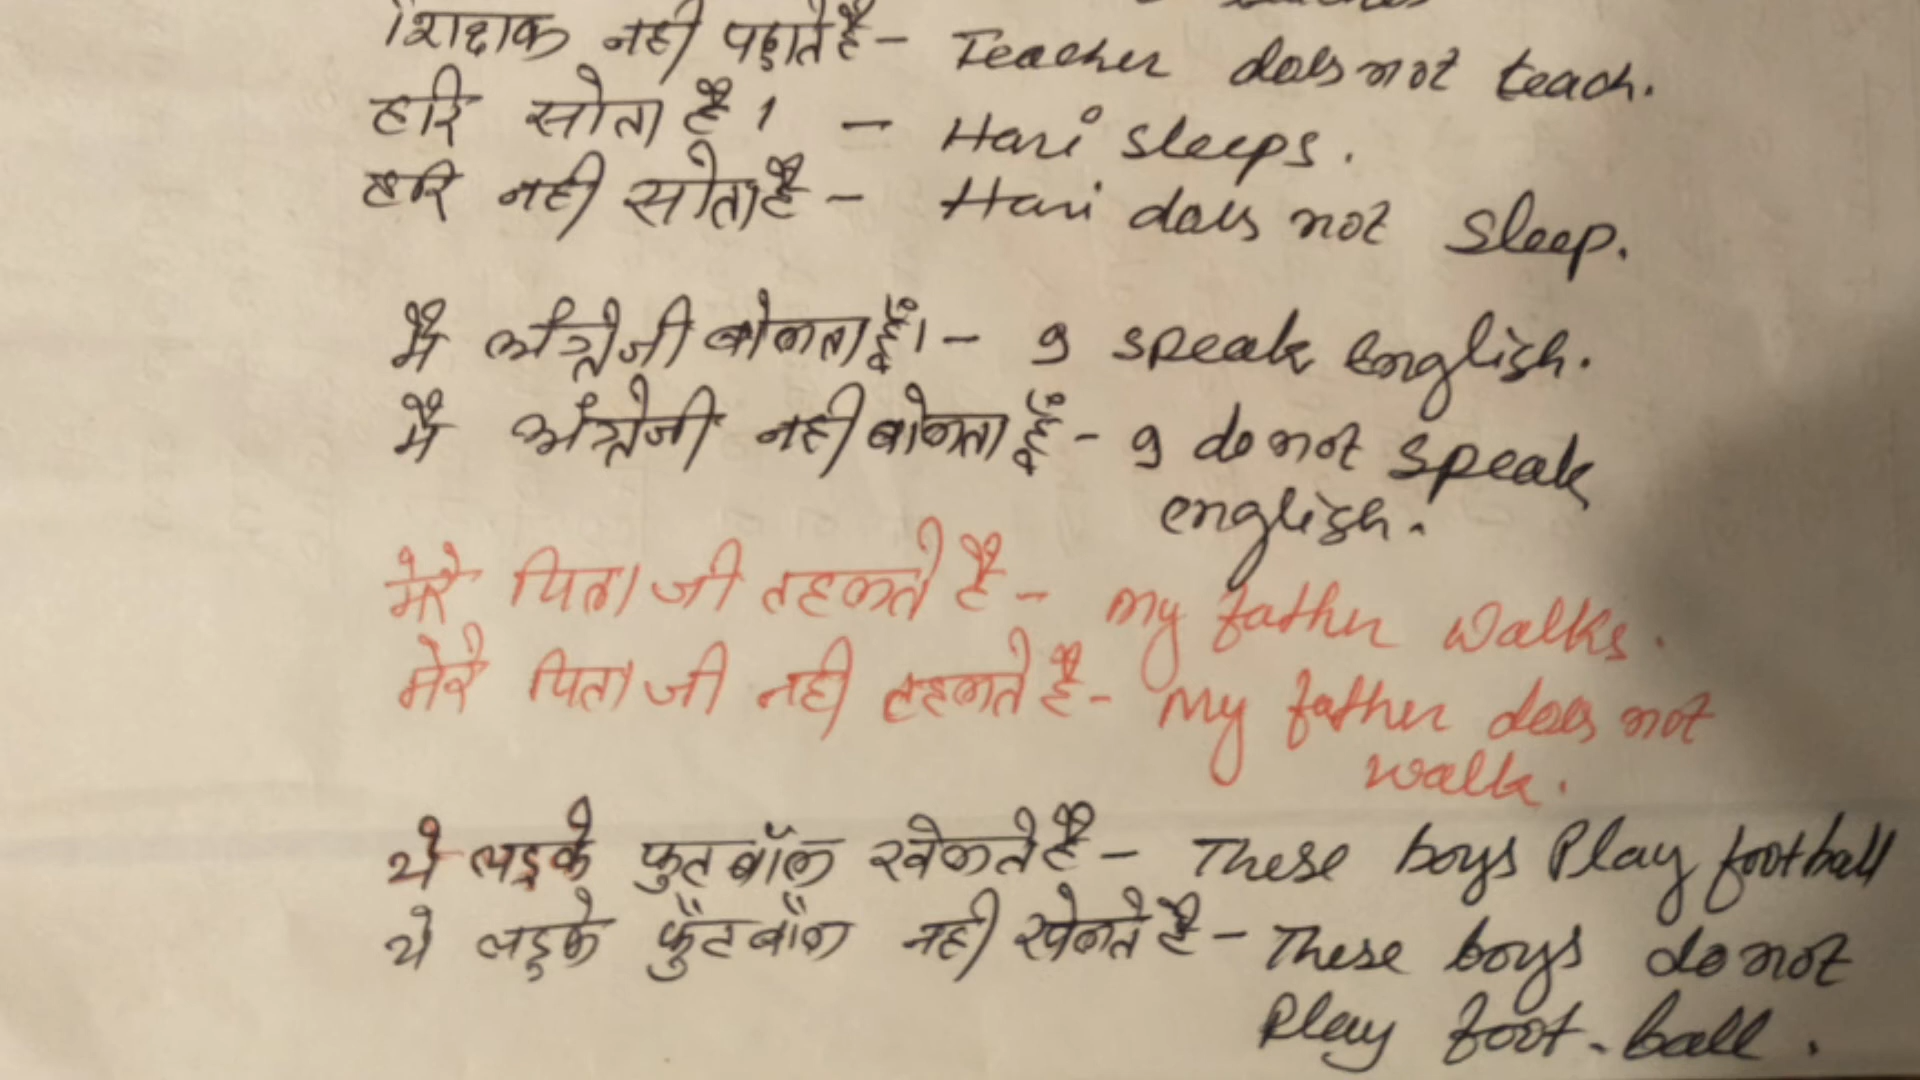 शिक्षक नही पढ़ाते है - Teacher does not teach.
हरि सोता है। - Hari sleeps.
हरि नही सोता है - Hari does not sleep.
मै अंग्रेजी बोलता हूँ। - I speak English.
मै अंग्रेजी नही बोलता हूँ - I do not speak
english.
मेरे पिता जी टहलते है - my father walks.
मेरे पिता जी नही टहलते है - my father does not
walk.
ये लड़के फुटबॉल खेलते है - These boys Play football
ये लड़के फुटबॉल नही खेलते है - These boys do not
Play foot-ball.